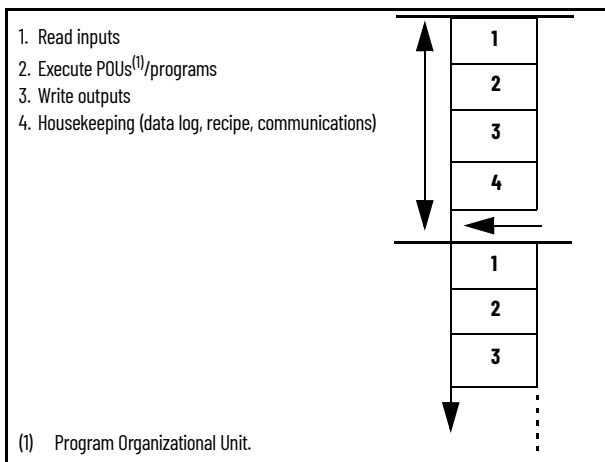 1. Read inputs
2. Execute POUs(1)/programs
3. Write outputs
4. Housekeeping (data log, recipe, communications)
1
2
3
4
1
2
3
(1) Program Organizational Unit.